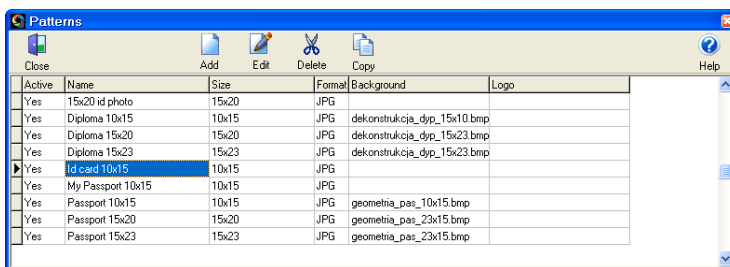 Patterns
Close Add Edit Delete Copy Help
Active Name Size Format Background Logo
Yes 15x20 id photo 15x20 JPG
Yes Diploma 10x15 10x15 JPG dekonstrukcja_dyp_15x10.bmp
Yes Diploma 15x20 15x20 JPG dekonstrukcja_dyp_15x23.bmp
Yes Diploma 15x23 15x23 JPG dekonstrukcja_dyp_15x23.bmp
Yes Id card 10x15 10x15 JPG
Yes My Passport 10x15 10x15 JPG
Yes Passport 10x15 10x15 JPG geometria_pas_10x15.bmp
Yes Passport 15x20 15x20 JPG geometria_pas_23x15.bmp
Yes Passport 15x23 15x23 JPG geometria_pas_23x15.bmp